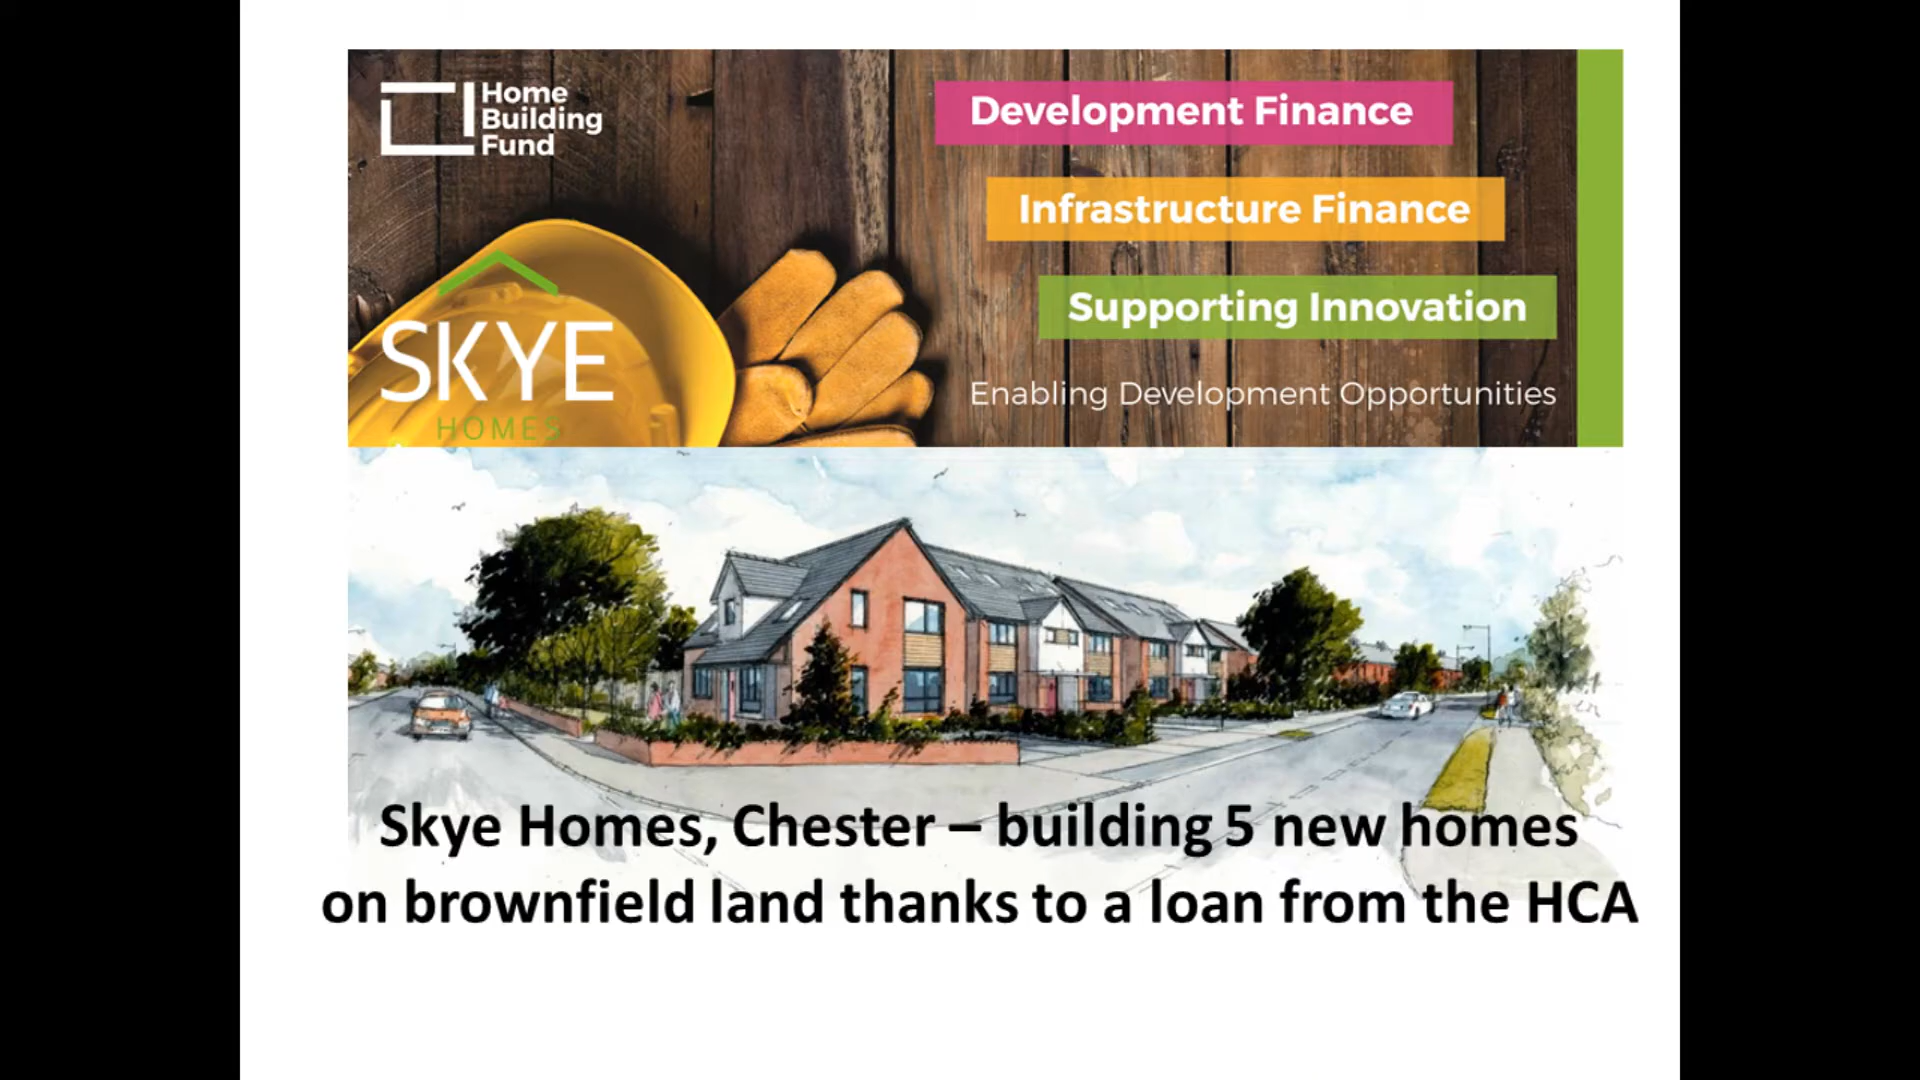 Home
Building
Fund
Development Finance
Infrastructure Finance
Supporting Innovation
Enabling Development Opportunities
SKYE
HOMES
Skye Homes, Chester – building 5 new homes
on brownfield land thanks to a loan from the HCA